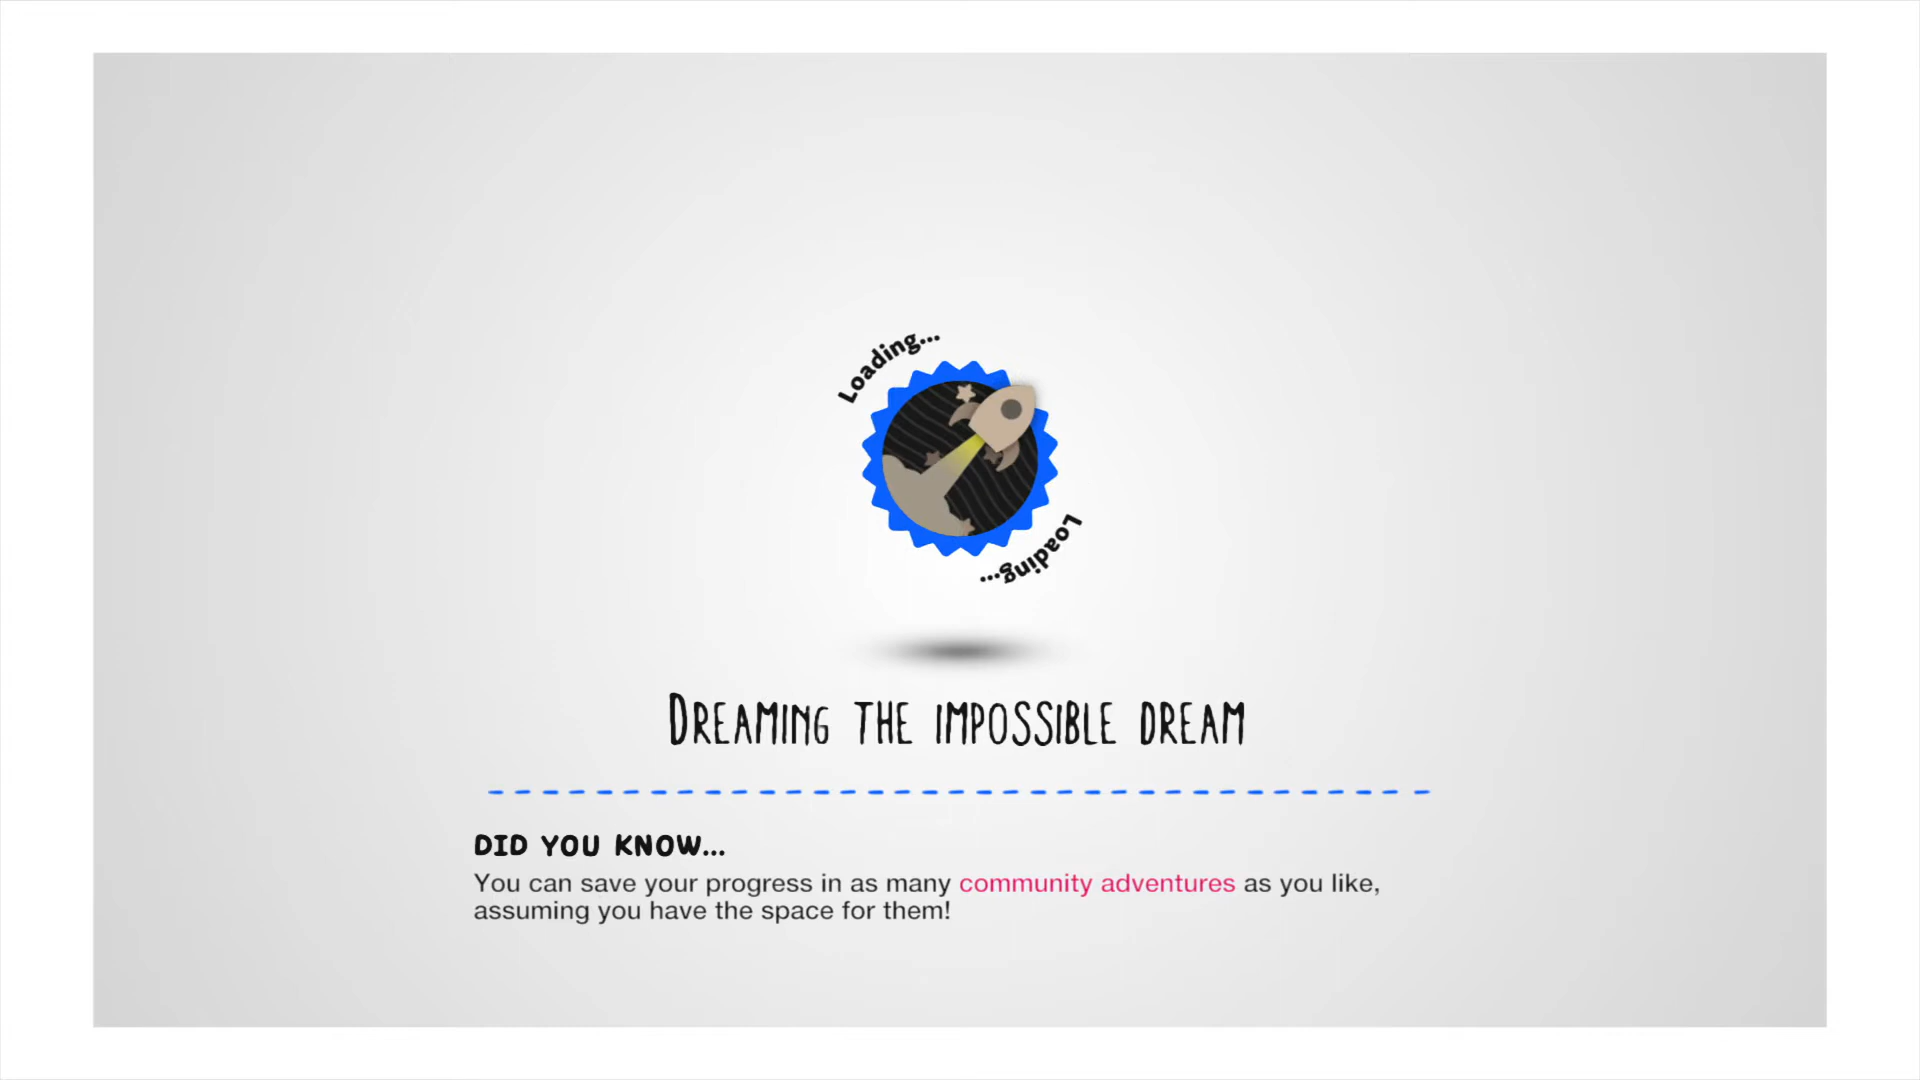 Loading...
Loading...
Dreaming the impossible dream
DID YOU KNOW...
You can save your progress in as many community adventures as you like,
assuming you have the space for them!